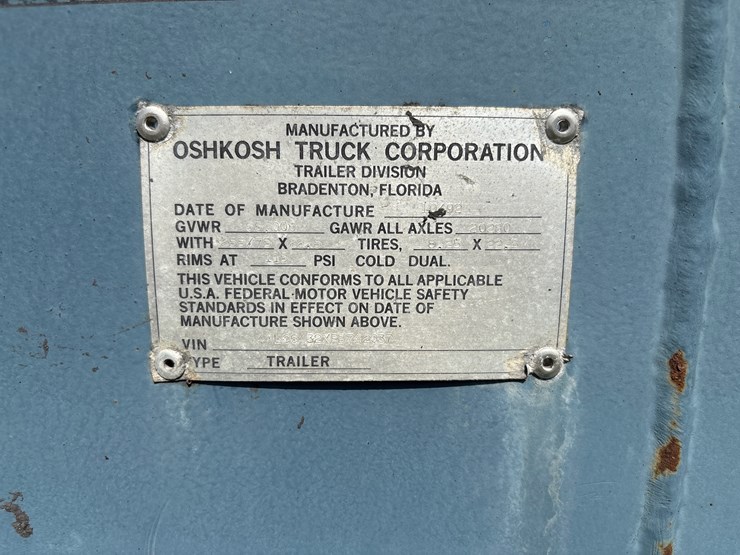 MANUFACTURED BY
OSHKOSH TRUCK CORPORATION
TRAILER DIVISION
BRADENTON, FLORIDA
DATE OF MANUFACTURE
GVWR GAWR ALL AXLES
WITH X TIRES, X
RIMS AT PSI COLD DUAL.
THIS VEHICLE CONFORMS TO ALL APPLICABLE
U.S.A. FEDERAL MOTOR VEHICLE SAFETY
STANDARDS IN EFFECT ON DATE OF
MANUFACTURE SHOWN ABOVE.
VIN
TYPE TRAILER